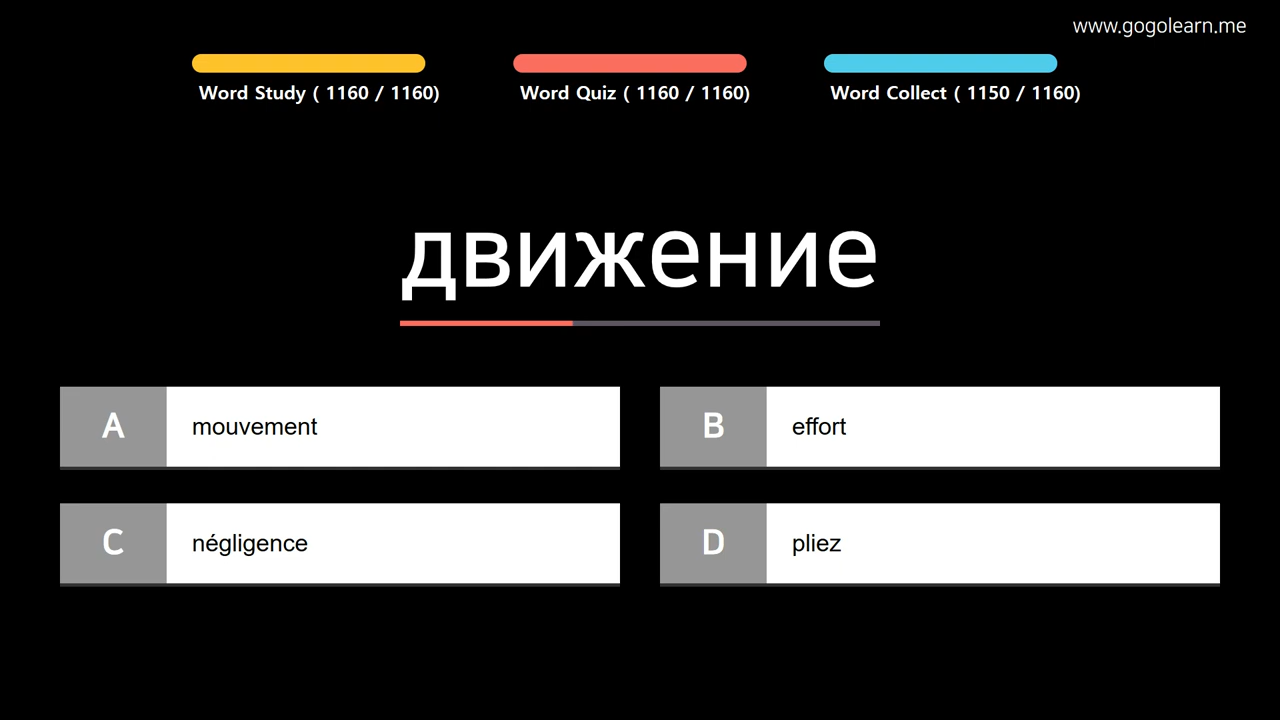 www.gogolearn.me
Word Study ( 1160 / 1160)
Word Quiz ( 1160 / 1160)
Word Collect ( 1150 / 1160)
движение
A mouvement
B effort
C négligence
D pliez